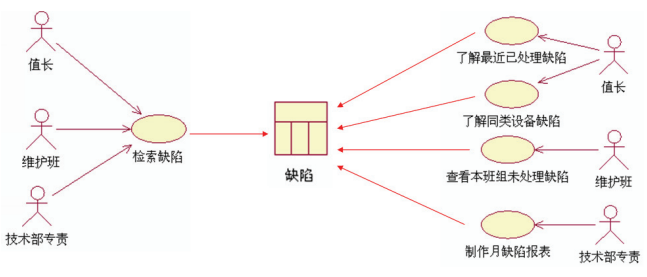 值长
维护班
技术部专责
检索缺陷
缺陷
了解最近已处理缺陷
值长
了解同类设备缺陷
查看本班组未处理缺陷
维护班
制作月缺陷报表
技术部专责